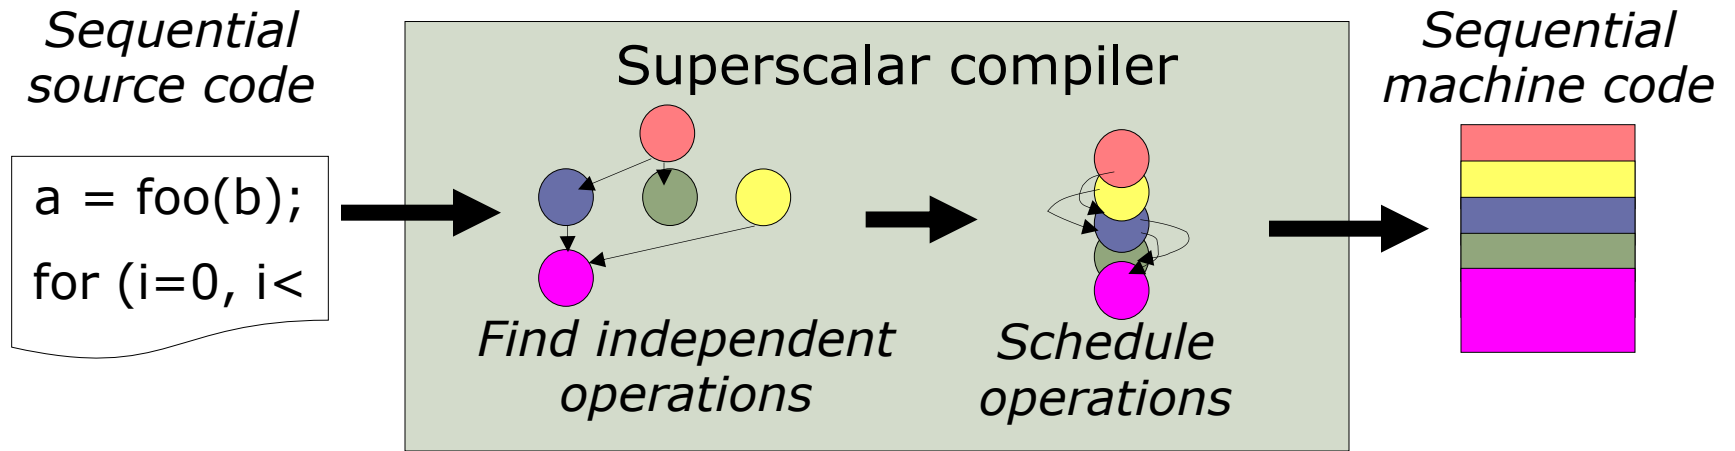 Sequential
source code
a = foo(b);
for (i=0, i<
Superscalar compiler
Find independent
operations
Schedule
operations
Sequential
machine code